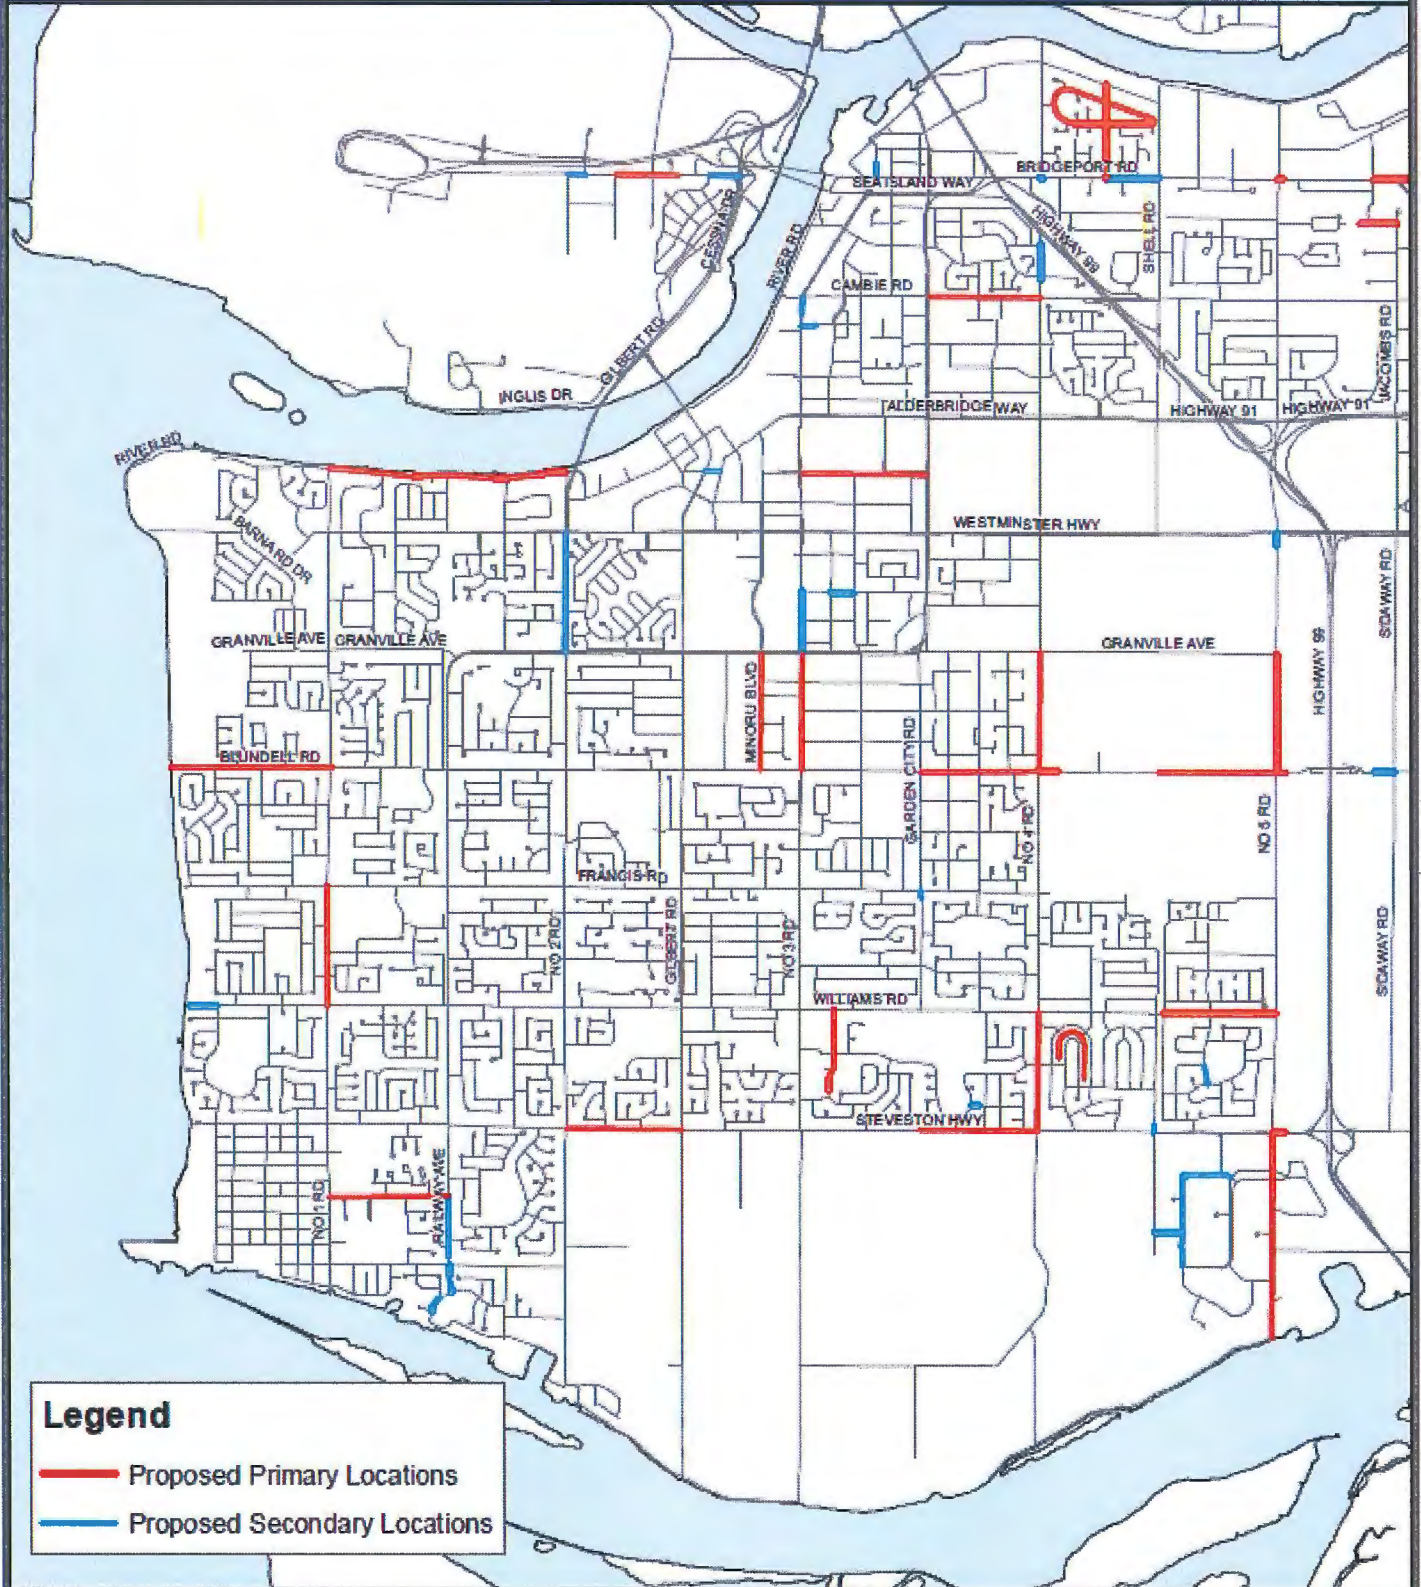 BRIDGEPORT RD
SEA ISLAND WAY
CESSNA DR
HIGHWAY 99
SHELL RD
RIVER RD
CAMBIE RD
GILBERT RD
JACOMBS RD
INGLIS DR
ALDERBRIDGE WAY
HIGHWAY 91
HIGHWAY 91
RIVER RD
BARNARD DR
WESTMINSTER HWY
SIDAWAY RD
GRANVILLE AVE
GRANVILLE AVE
GRANVILLE AVE
HIGHWAY 99
MINORU BLVD
GARDEN CITY RD
BLUNDELL RD
NO 4 RD
NO 5 RD
FRANCIS RD
NO 2 RD
GILBERT RD
NO 3 RD
SIDAWAY RD
WILLIAMS RD
STEVESTON HWY
NO 1 RD
RAILWAY AVE
Legend
Proposed Primary Locations
Proposed Secondary Locations